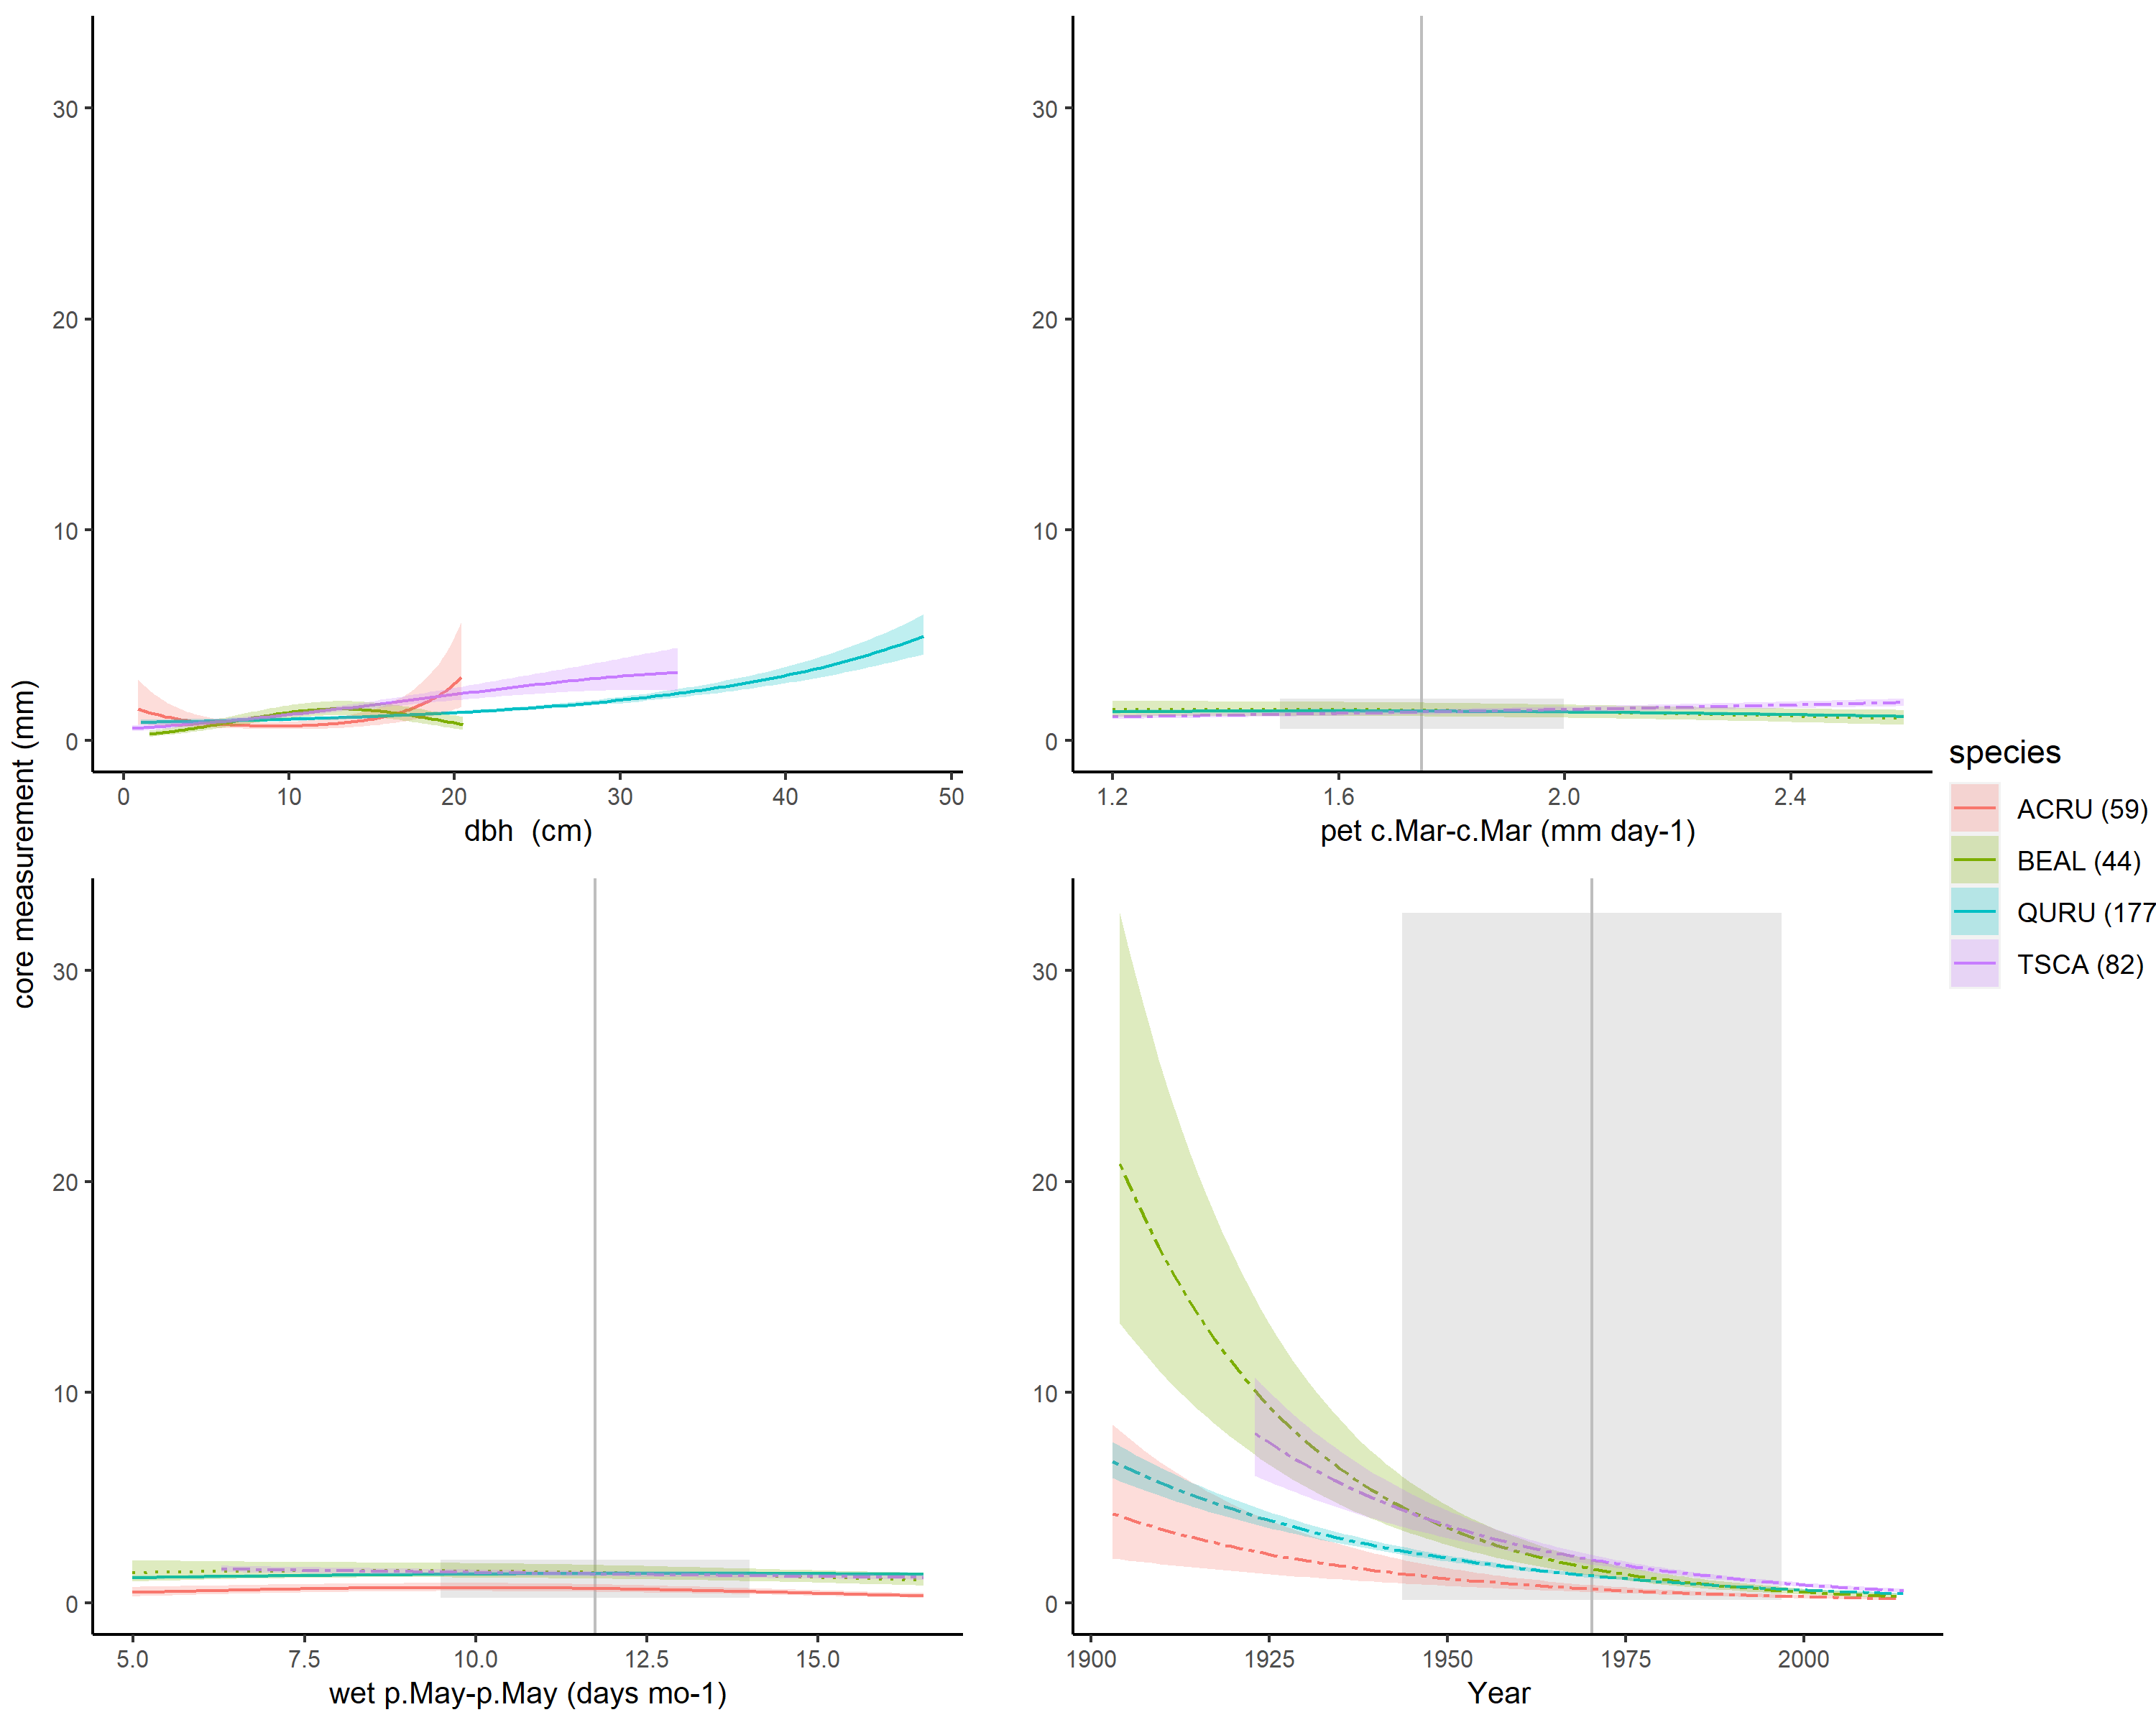 core measurement (mm)
30
20
10
0
0 10 20 30 40 50
dbh (cm)
30
20
10
0
1.2 1.6 2.0 2.4
pet c.Mar-c.Mar (mm day-1)
30
20
10
0
5.0 7.5 10.0 12.5 15.0
wet p.May-p.May (days mo-1)
30
20
10
0
1900 1925 1950 1975 2000
Year
species
ACRU (59)
BEAL (44)
QURU (177
TSCA (82)